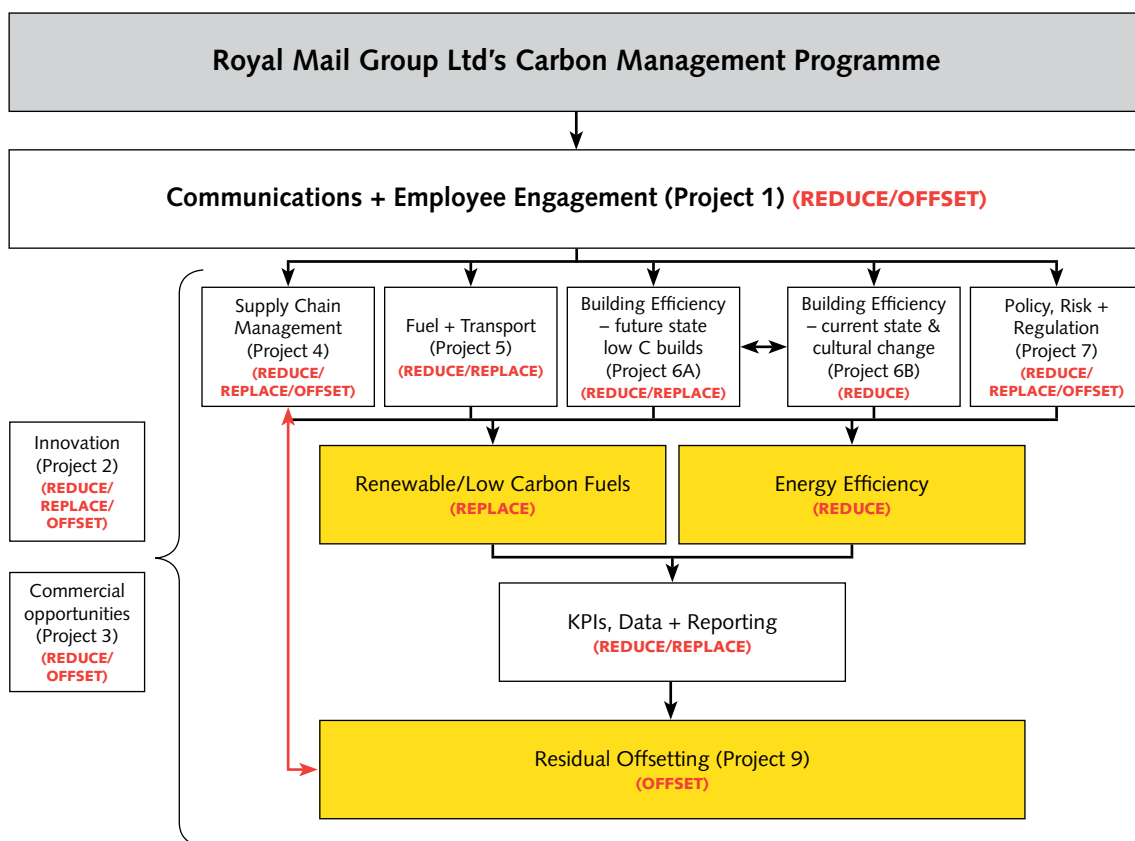 Royal Mail Group Ltd's Carbon Management Programme
Communications + Employee Engagement (Project 1) (REDUCE/OFFSET)
Supply Chain
Management
(Project 4)
(REDUCE/
REPLACE/OFFSET)
Fuel + Transport
(Project 5)
(REDUCE/REPLACE)
Building Efficiency
– future state
low C builds
(Project 6A)
(REDUCE/REPLACE)
Building Efficiency
– current state &
cultural change
(Project 6B)
(REDUCE)
Policy, Risk +
Regulation
(Project 7)
(REDUCE/
REPLACE/OFFSET)
Innovation
(Project 2)
(REDUCE/
REPLACE/
OFFSET)
Commercial
opportunities
(Project 3)
(REDUCE/
OFFSET)
Renewable/Low Carbon Fuels
(REPLACE)
Energy Efficiency
(REDUCE)
KPIs, Data + Reporting
(REDUCE/REPLACE)
Residual Offsetting (Project 9)
(OFFSET)